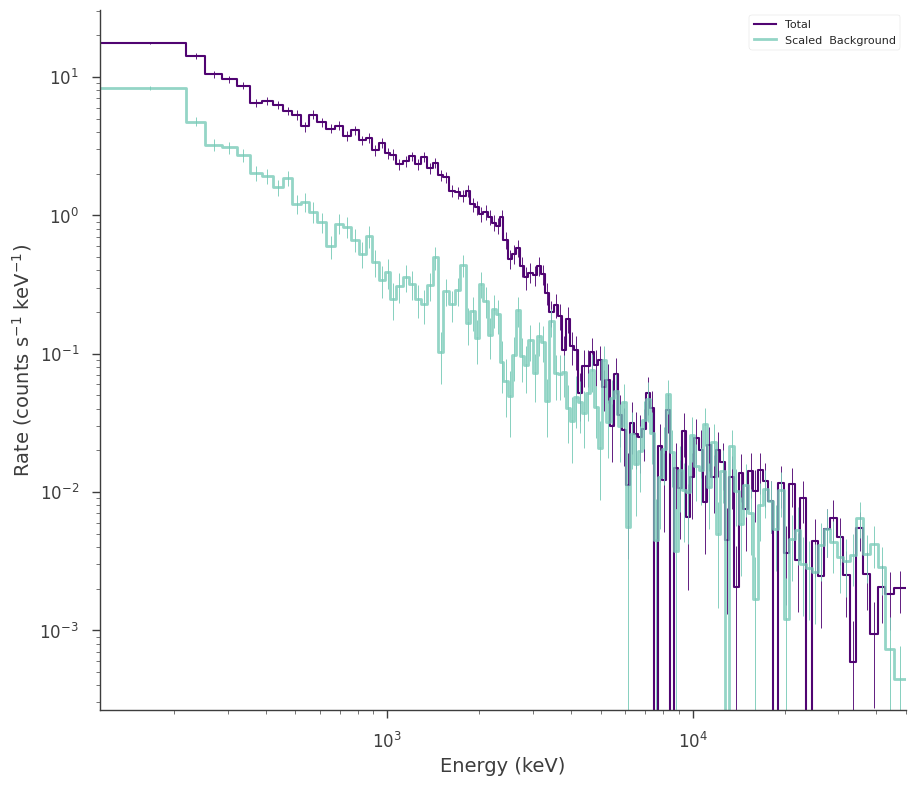 Total
Scaled  Background
Rate (counts s⁻¹ keV⁻¹)
10¹
10⁰
10⁻¹
10⁻²
10⁻³
10³
10⁴
Energy (keV)